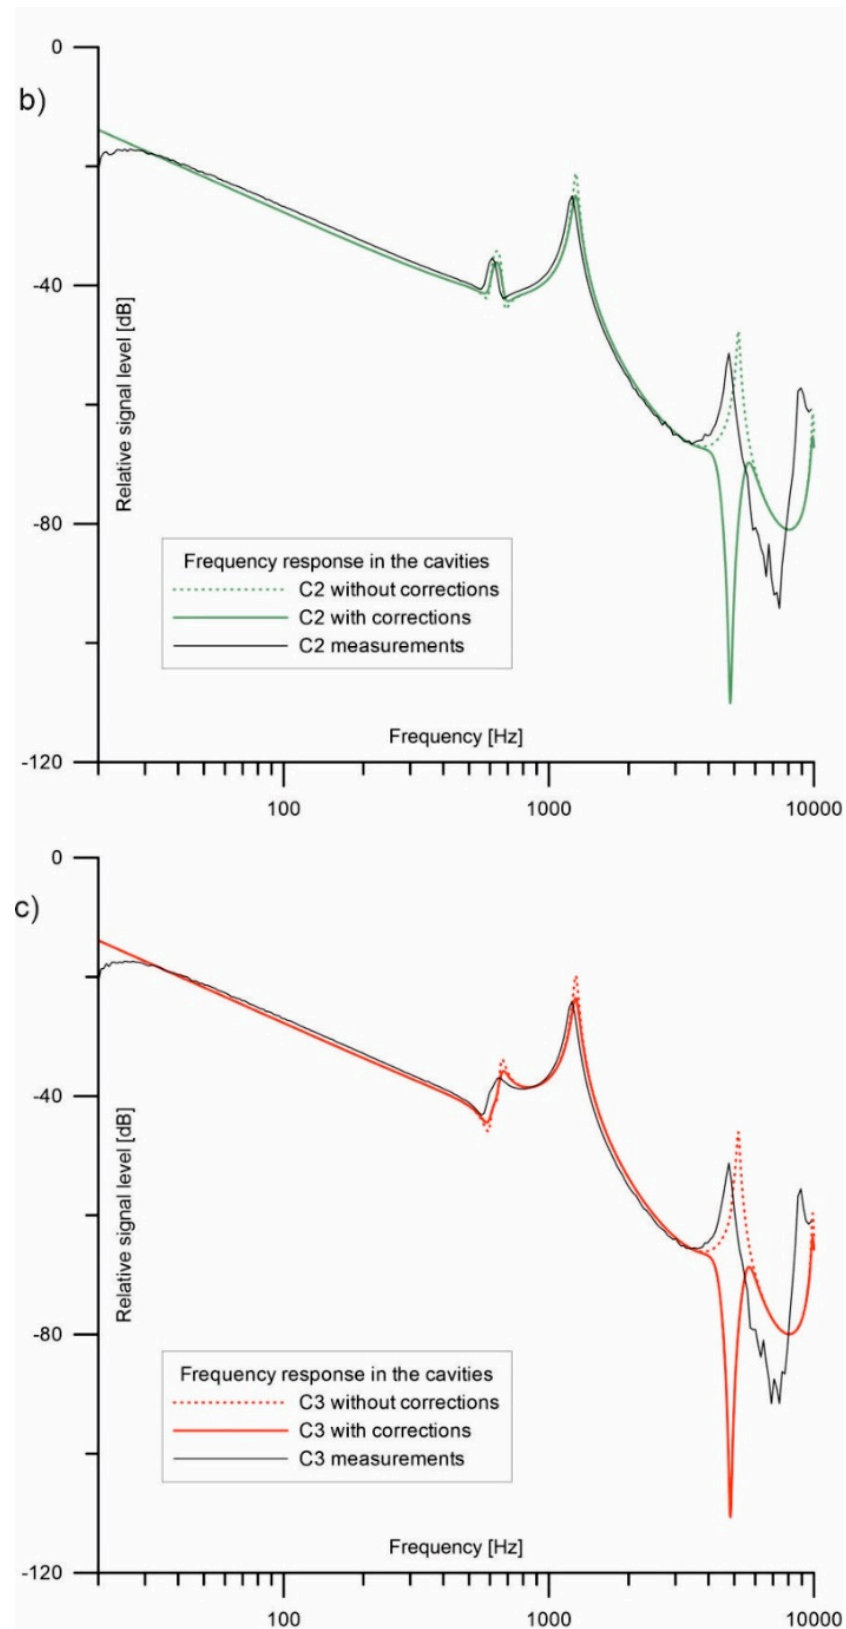 b)
0
-40
-80
-120
Relative signal level [dB]
Frequency response in the cavities
C2 without corrections
C2 with corrections
C2 measurements
Frequency [Hz]
100 1000 10000
c)
0
-40
-80
-120
Relative signal level [dB]
Frequency response in the cavities
C3 without corrections
C3 with corrections
C3 measurements
Frequency [Hz]
100 1000 10000